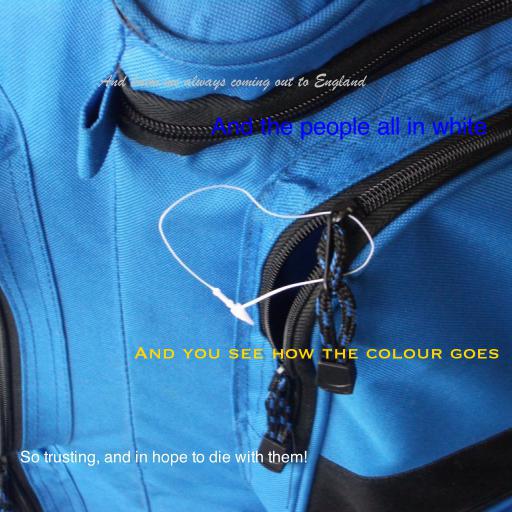 And [?] we always coming out to England
And the people all in white
And you see how the colour goes
So trusting, and in hope to die with them!